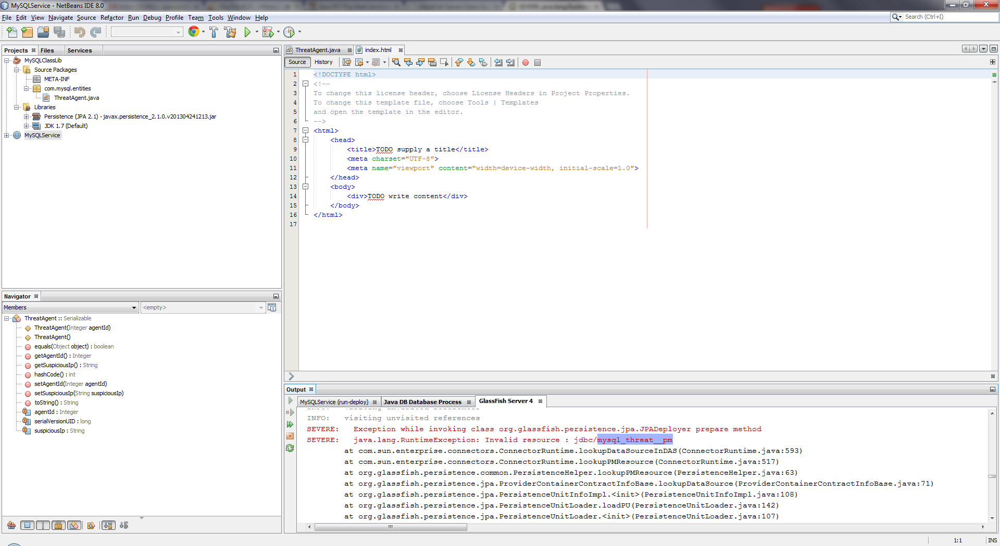 MySQLService - NetBeans IDE 8.0
File Edit View Navigate Source Refactor Run Debug Profile Team Tools Window Help
Search (Ctrl+I)
Projects Files Services
MySQLClassLib
Source Packages
META-INF
com.mysql.entities
ThreatAgent.java
Libraries
Persistence (JPA 2.1) - javax.persistence_2.1.0.v201304241213.jar
JDK 1.7 (Default)
MySQLService
Navigator
Members
<empty>
ThreatAgent :: Serializable
ThreatAgent(Integer agentId)
ThreatAgent()
equals(Object object) : boolean
getAgentId() : Integer
getSuspiciousIp() : String
hashCode() : int
setAgentId(Integer agentId)
setSuspiciousIp(String suspiciousIp)
toString() : String
agentId : Integer
serialVersionUID : long
suspiciousIp : String
ThreatAgent.java index.html
Source History
1 <!DOCTYPE html>
2 <!--
3 To change this license header, choose License Headers in Project Properties.
4 To change this template file, choose Tools | Templates
5 and open the template in the editor.
6 -->
7 <html>
8 <head>
9 <title>TODO supply a title</title>
10 <meta charset="UTF-8">
11 <meta name="viewport" content="width=device-width, initial-scale=1.0">
12 </head>
13 <body>
14 <div>TODO write content</div>
15 </body>
16 </html>
17
Output
MySQLService (run-deploy) Java DB Database Process GlassFish Server 4
INFO: visiting unvisited references
INFO: visiting unvisited references
SEVERE: Exception while invoking class org.glassfish.persistence.jpa.JPADeployer prepare method
SEVERE: java.lang.RuntimeException: Invalid resource : jdbc/mysql_threat__pm
at com.sun.enterprise.connectors.ConnectorRuntime.lookupDataSourceInDAS(ConnectorRuntime.java:593)
at com.sun.enterprise.connectors.ConnectorRuntime.lookupPMResource(ConnectorRuntime.java:517)
at org.glassfish.persistence.common.PersistenceHelper.lookupPMResource(PersistenceHelper.java:63)
at org.glassfish.persistence.jpa.ProviderContainerContractInfoBase.lookupDataSource(ProviderContainerContractInfoBase.java:71)
at org.glassfish.persistence.jpa.PersistenceUnitInfoImpl.<init>(PersistenceUnitInfoImpl.java:108)
at org.glassfish.persistence.jpa.PersistenceUnitLoader.loadPU(PersistenceUnitLoader.java:142)
at org.glassfish.persistence.jpa.PersistenceUnitLoader.<init>(PersistenceUnitLoader.java:107)
1:1 INS